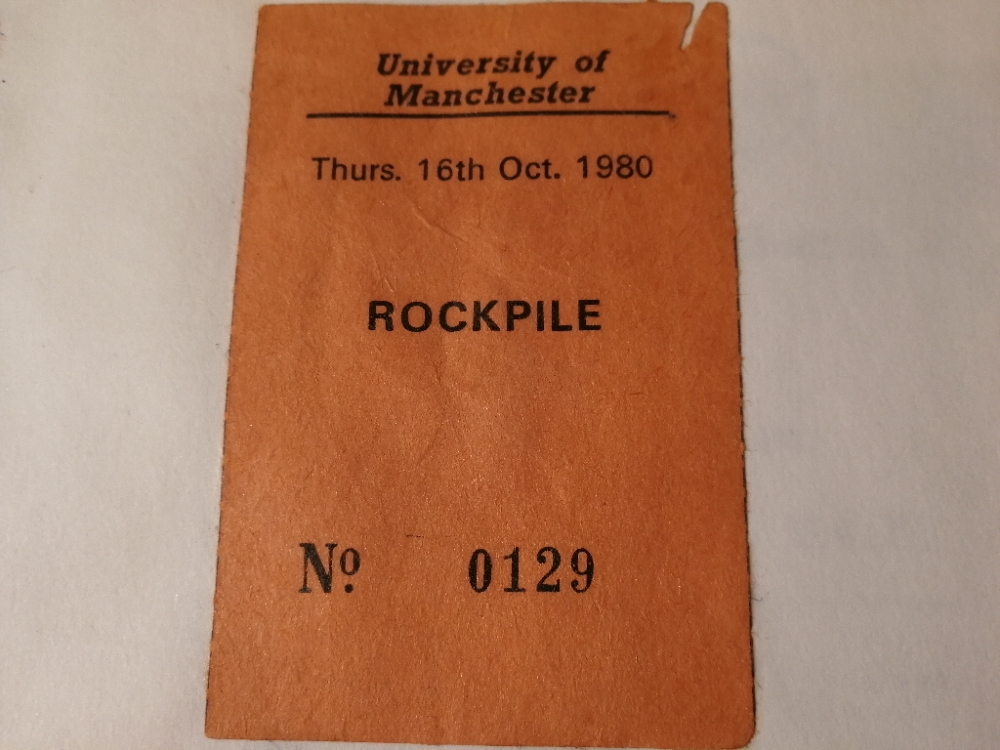 University of
Manchester
Thurs. 16th Oct. 1980
ROCKPILE
Nº 0129